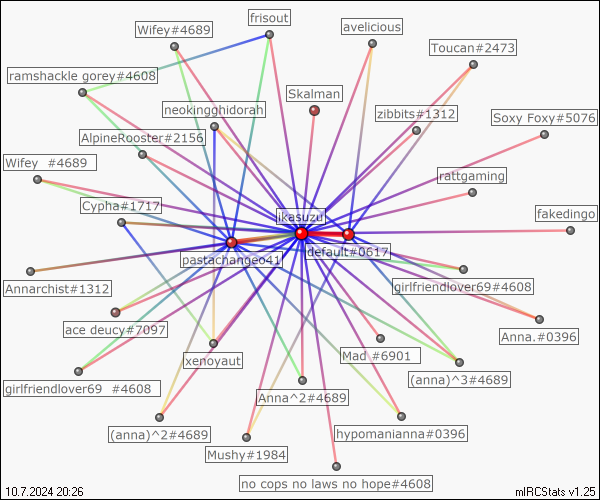 frisout
Wifey#4689
avelicious
Toucan#2473
ramshackle gorey#4608
Skalman
neokingghidorah
zibbits#1312
Soxy Foxy#5076
AlpineRooster#2156
Wifey  #4689
rattgaming
Cypha#1717
ikasuzu
fakedingo
default#0617
pastachangeo41
Annarchist#1312
girlfriendlover69#4608
ace deucy#7097
Anna.#0396
xenoyaut
Mad #6901
girlfriendlover69  #4608
(anna)^3#4689
Anna^2#4689
(anna)^2#4689
hypomanianna#0396
Mushy#1984
no cops no laws no hope#4608
10.7.2024 20:26
mIRCStats v1.25